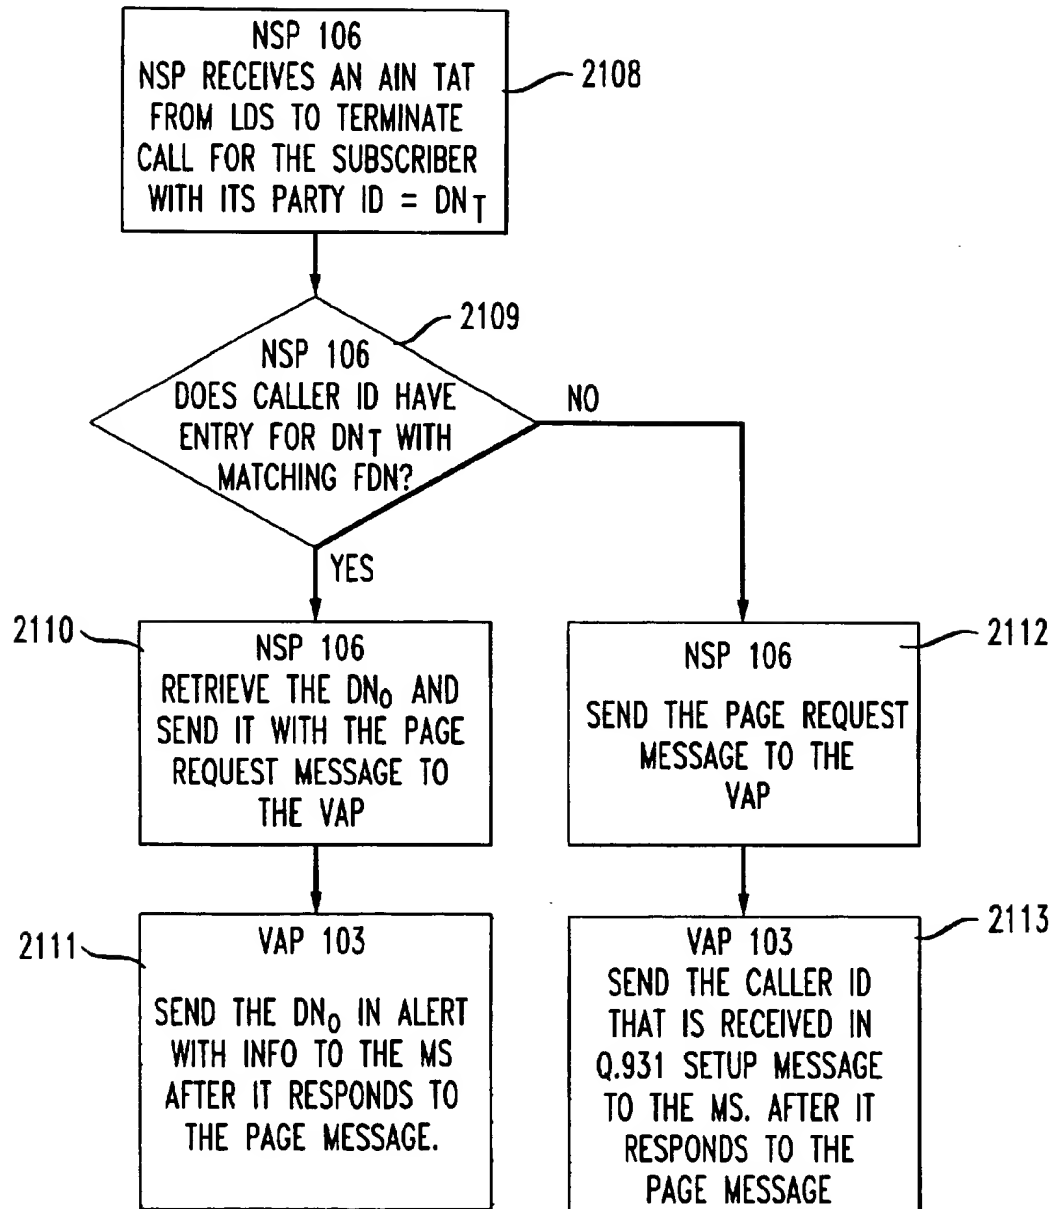 NSP 106
NSP RECEIVES AN AIN TAT
FROM LDS TO TERMINATE
CALL FOR THE SUBSCRIBER
WITH ITS PARTY ID = DNT
2108
2109
NSP 106
DOES CALLER ID HAVE
ENTRY FOR DNT WITH
MATCHING FDN?
NO
YES
2110
NSP 106
RETRIEVE THE DN0 AND
SEND IT WITH THE PAGE
REQUEST MESSAGE TO
THE VAP
2112
NSP 106
SEND THE PAGE REQUEST
MESSAGE TO THE
VAP
2111
VAP 103
SEND THE DN0 IN ALERT
WITH INFO TO THE MS
AFTER IT RESPONDS TO
THE PAGE MESSAGE.
2113
VAP 103
SEND THE CALLER ID
THAT IS RECEIVED IN
Q.931 SETUP MESSAGE
TO THE MS. AFTER IT
RESPONDS TO THE
PAGE MESSAGE